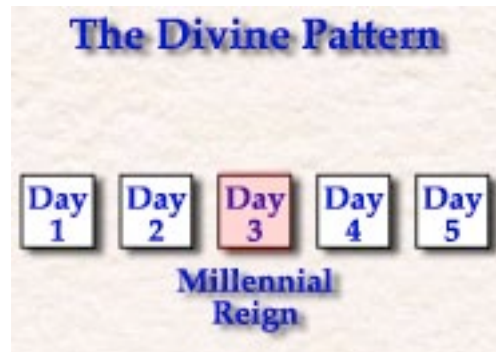 The Divine Pattern
Day Day Day Day Day
1 2 3 4 5
Millennial
Reign